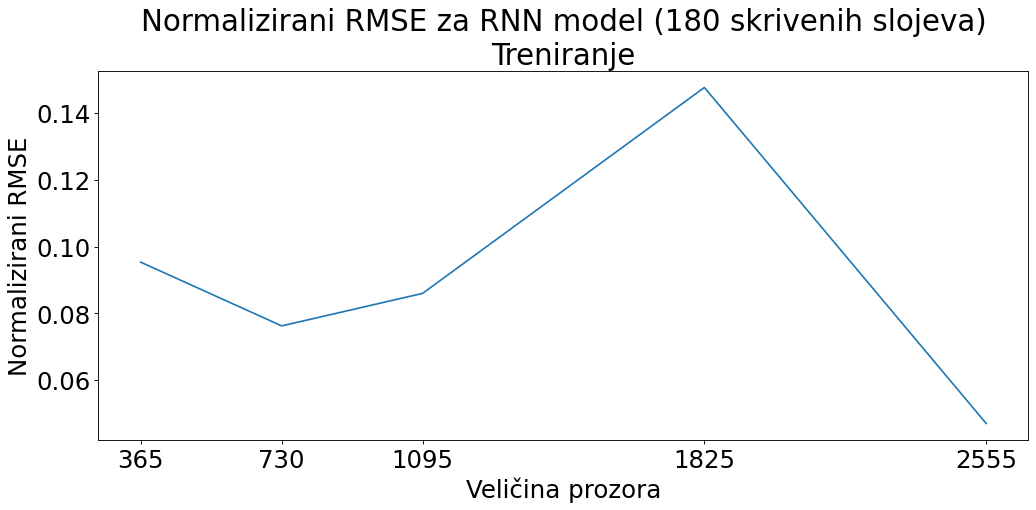 Normalizirani RMSE za RNN model (180 skrivenih slojeva)
Treniranje
Normalizirani RMSE
0.14
0.12
0.10
0.08
0.06
365 730 1095 1825 2555
Veličina prozora